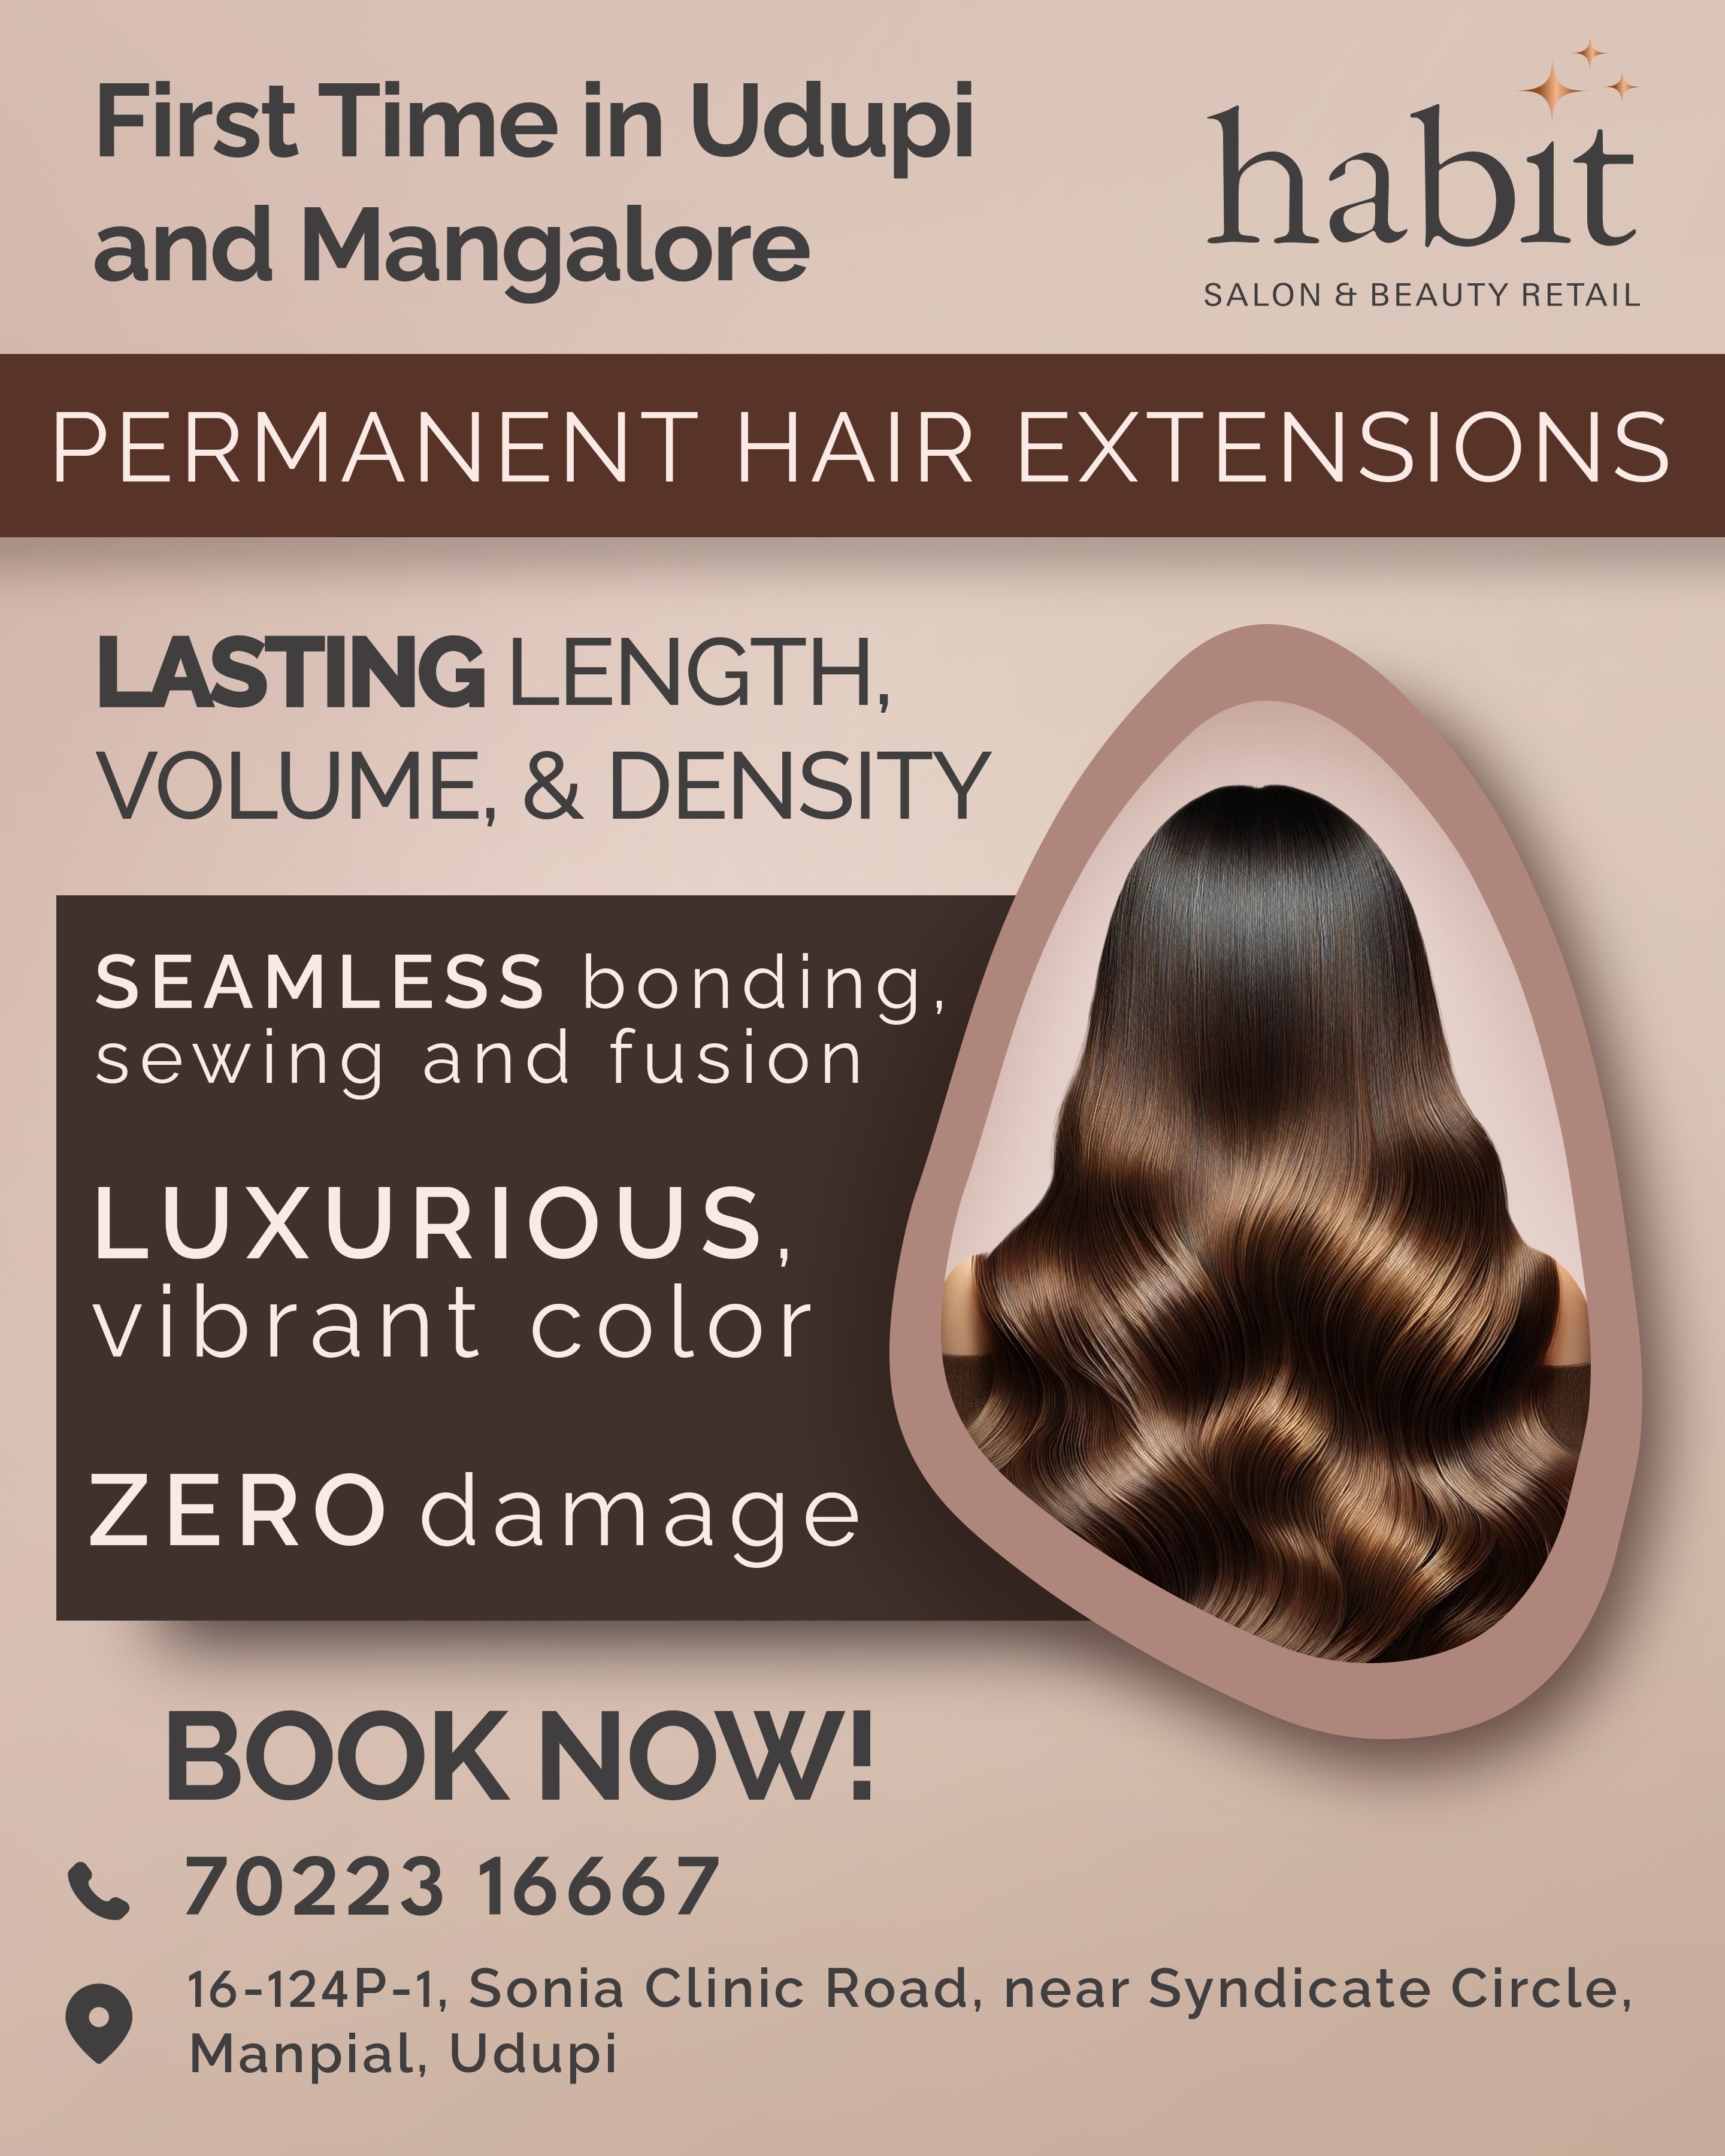 First Time in Udupi
and Mangalore
habit
SALON & BEAUTY RETAIL
PERMANENT HAIR EXTENSIONS
LASTING LENGTH,
VOLUME, & DENSITY
SEAMLESS bonding,
sewing and fusion
LUXURIOUS,
vibrant color
ZERO damage
BOOK NOW!
70223 16667
16-124P-1, Sonia Clinic Road, near Syndicate Circle,
Manpial, Udupi